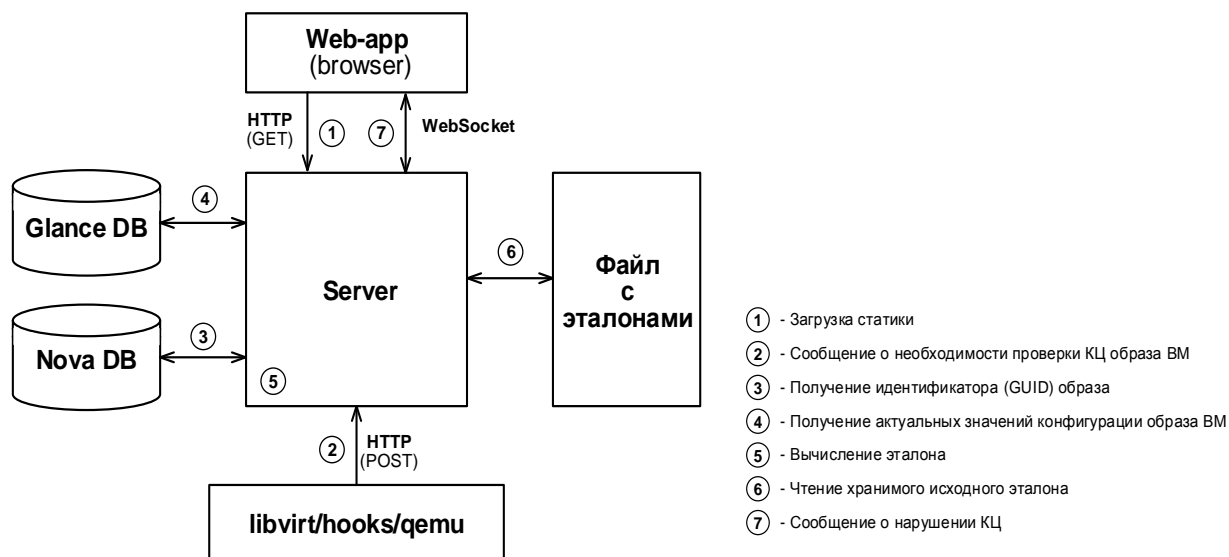 Web-app
(browser)
HTTP
(GET)
1
7
WebSocket
Glance DB
4
Server
6
Файл
с
эталонами
Nova DB
3
5
2
HTTP
(POST)
libvirt/hooks/qemu
1 - Загрузка статики
2 - Сообщение о необходимости проверки КЦ образа ВМ
3 - Получение идентификатора (GUID) образа
4 - Получение актуальных значений конфигурации образа ВМ
5 - Вычисление эталона
6 - Чтение хранимого исходного эталона
7 - Сообщение о нарушении КЦ